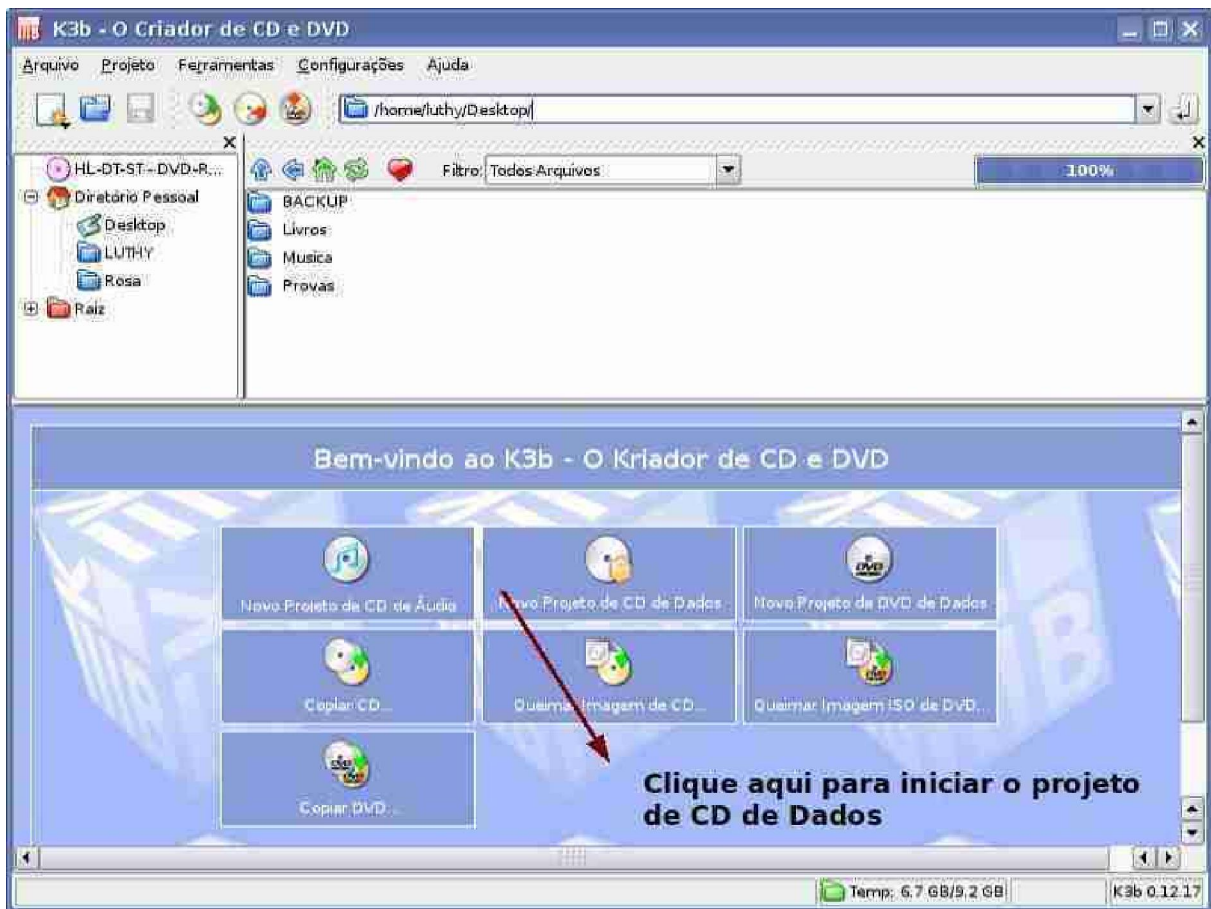 K3b - O Criador de CD e DVD
Arquivo Projeto Ferramentas Configurações Ajuda
/home/luthy/Desktop/
HL-DT-ST - DVD-R...
Diretório Pessoal
Desktop
LUTHY
Rosa
Raiz
Filtro: Todos Arquivos
100%
BACKUP
Livros
Musica
Provas
Bem-vindo ao K3b - O Kriador de CD e DVD
Novo Projeto de CD de Áudio
Novo Projeto de CD de Dados
Novo Projeto de DVD de Dados
Copiar CD...
Queimar Imagem de CD...
Queimar Imagem ISO de DVD...
Copiar DVD...
Clique aqui para iniciar o projeto
de CD de Dados
Temp: 6.7 GB/9.2 GB
K3b 0.12.17